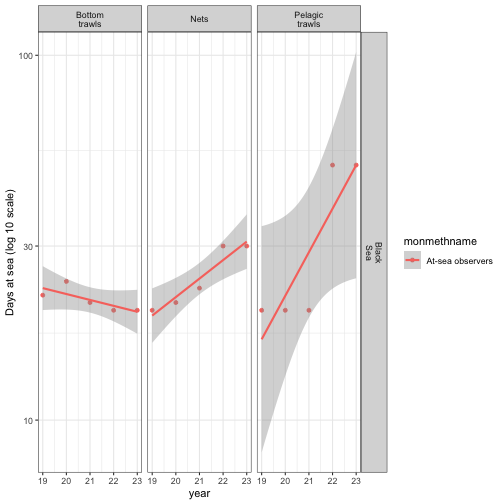 Bottom
trawls
Nets
Pelagic
trawls
100
30
10
Days at sea (log 10 scale)
Black
Sea
19 20 21 22 23
19 20 21 22 23
19 20 21 22 23
year
monmethname
At-sea observers